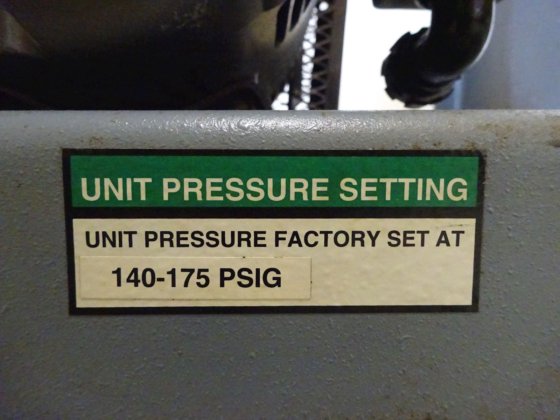 UNIT PRESSURE SETTING
UNIT PRESSURE FACTORY SET AT
140-175 PSIG